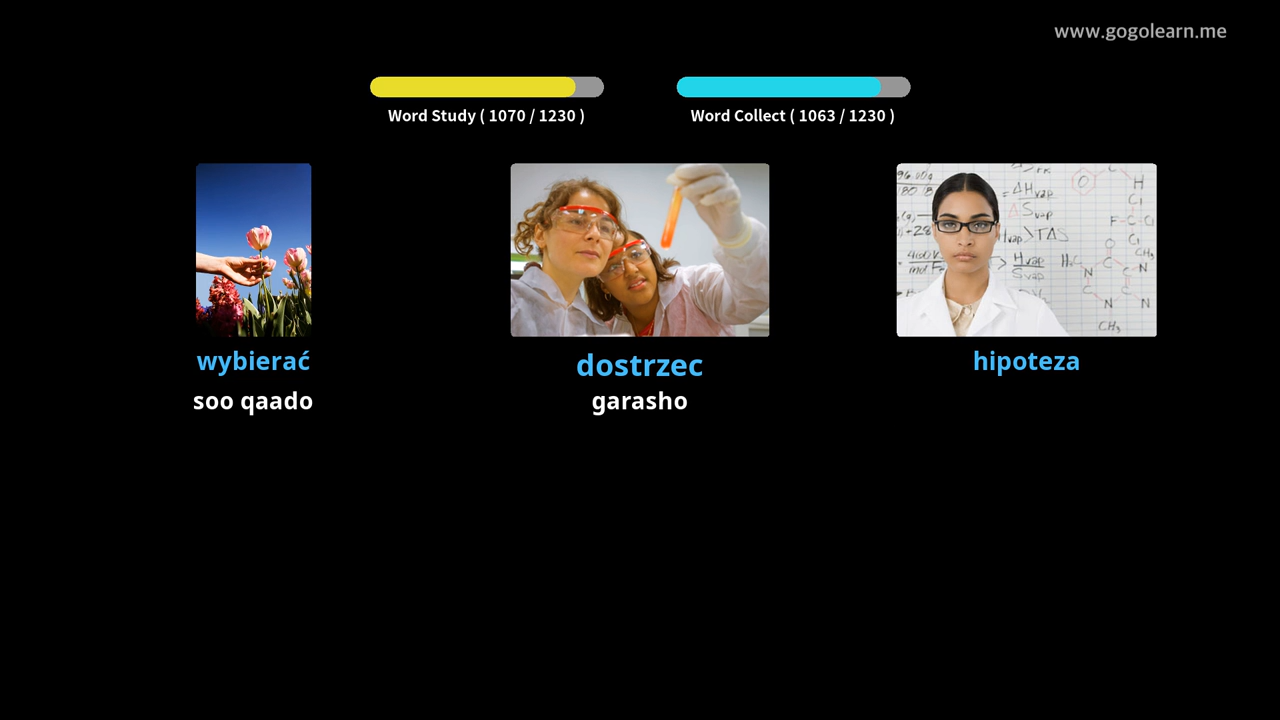 www.gogolearn.me
Word Study ( 1070 / 1230 )
Word Collect ( 1063 / 1230 )
wybierać
dostrzec
hipoteza
soo qaado
garasho